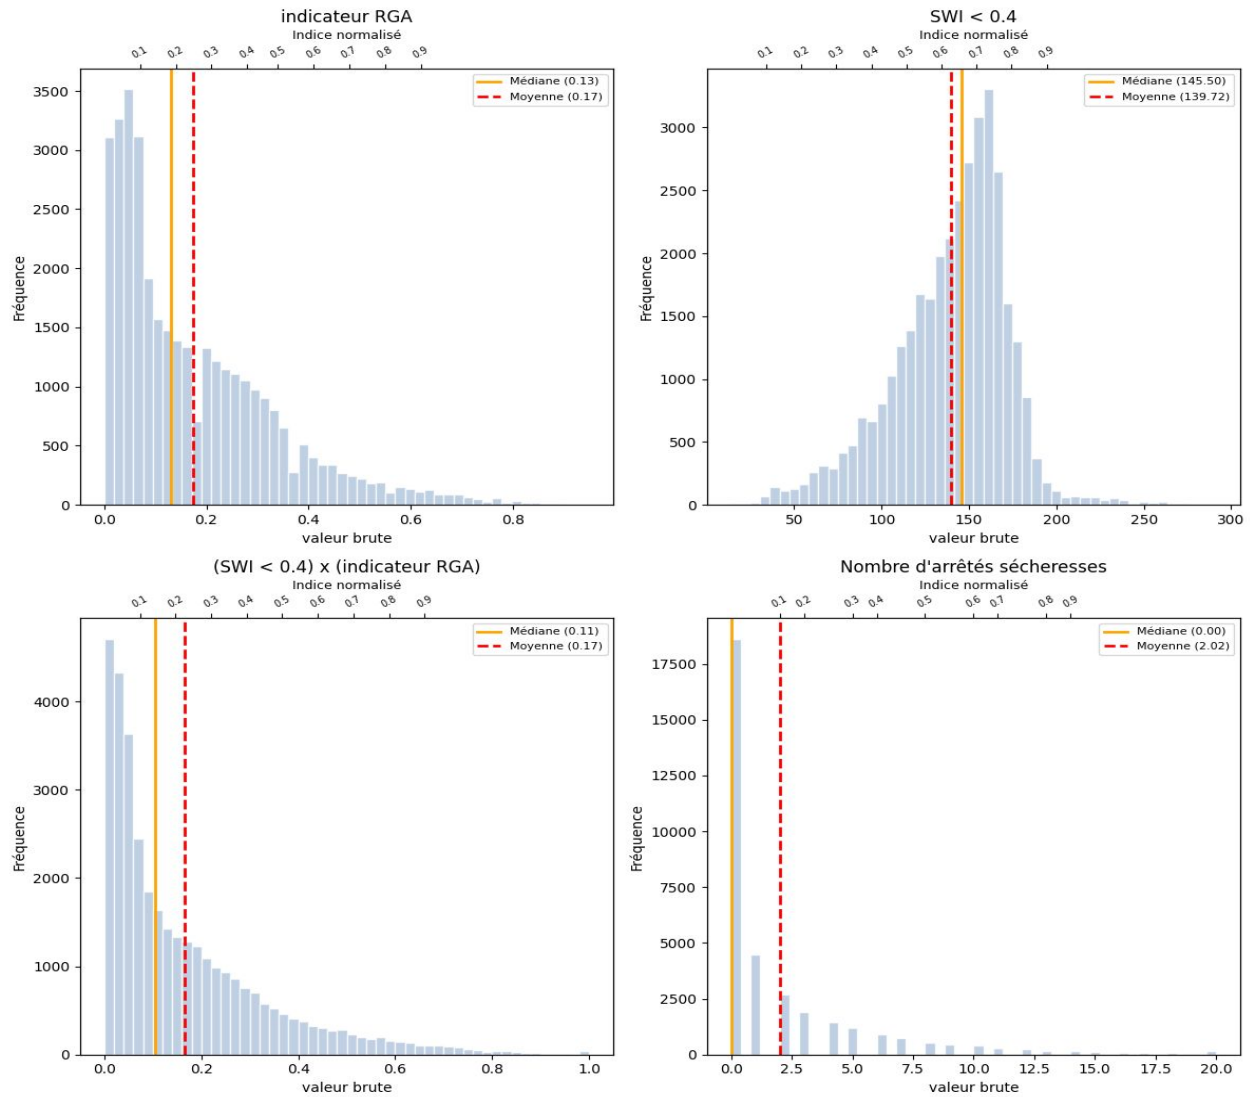 indicateur RGA
Indice normalisé
0.1 0.2 0.3 0.4 0.5 0.6 0.7 0.8 0.9
Médiane (0.13)
Moyenne (0.17)
3500
3000
2500
2000
1500
1000
500
0
Fréquence
0.0 0.2 0.4 0.6 0.8
valeur brute
SWI < 0.4
Indice normalisé
0.1 0.2 0.3 0.4 0.5 0.6 0.7 0.8 0.9
Médiane (145.50)
Moyenne (139.72)
3000
2500
2000
1500
1000
500
0
Fréquence
50 100 150 200 250 300
valeur brute
(SWI < 0.4) x (indicateur RGA)
Indice normalisé
0.1 0.2 0.3 0.4 0.5 0.6 0.7 0.8 0.9
Médiane (0.11)
Moyenne (0.17)
4000
3000
2000
1000
0
Fréquence
0.0 0.2 0.4 0.6 0.8 1.0
valeur brute
Nombre d'arrêtés sécheresses
Indice normalisé
0.1 0.2 0.3 0.4 0.5 0.6 0.7 0.8 0.9
Médiane (0.00)
Moyenne (2.02)
17500
15000
12500
10000
7500
5000
2500
0
Fréquence
0.0 2.5 5.0 7.5 10.0 12.5 15.0 17.5 20.0
valeur brute